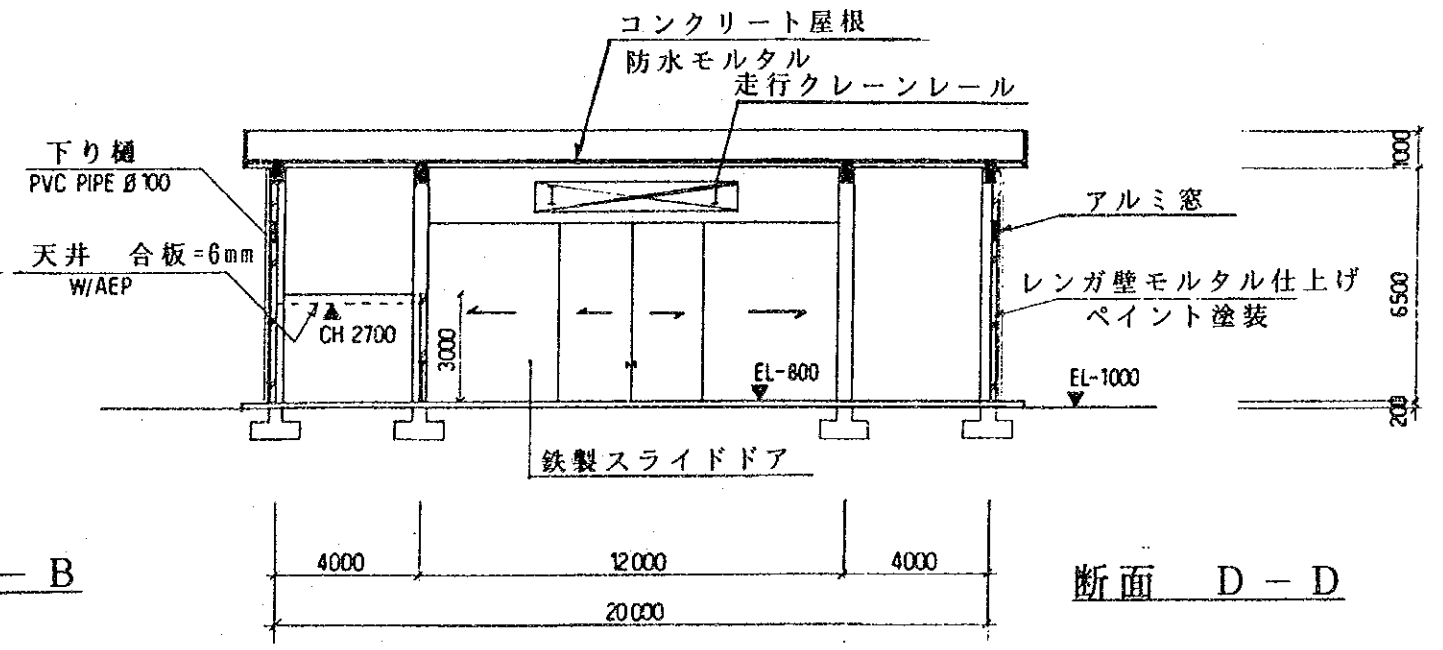 コンクリート屋根
防水モルタル
走行クレーンレール
下り樋
PVC PIPE Ø 100
天井 合板=6mm
W/AEP
CH 2700
3000
EL-800
アルミ窓
レンガ壁モルタル仕上げ
ペイント塗装
EL-1000
1000
6500
200
鉄製スライドドア
4000
12000
4000
20000
B
断面 D-D